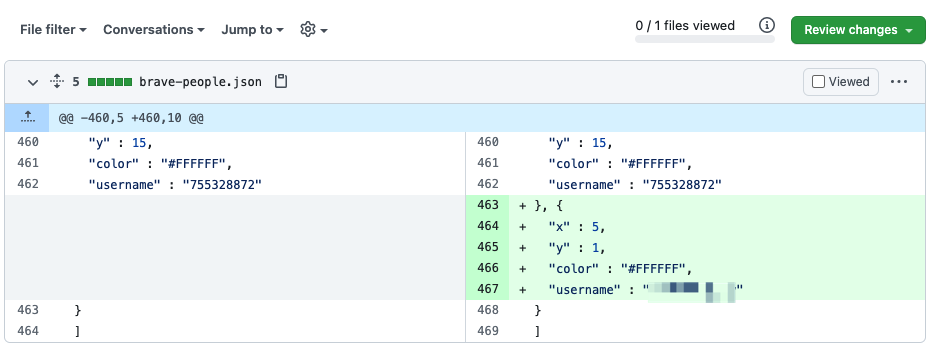 File filter Conversations Jump to 0 / 1 files viewed Review changes
5 brave-people.json Viewed
@@ -460,5 +460,10 @@
460 "y" : 15, 460 "y" : 15,
461 "color" : "#FFFFFF", 461 "color" : "#FFFFFF",
462 "username" : "755328872" 462 "username" : "755328872"
463 + }, {
464 + "x" : 5,
465 + "y" : 1,
466 + "color" : "#FFFFFF",
467 + "username" : " "
463 } 468 }
464 ] 469 ]